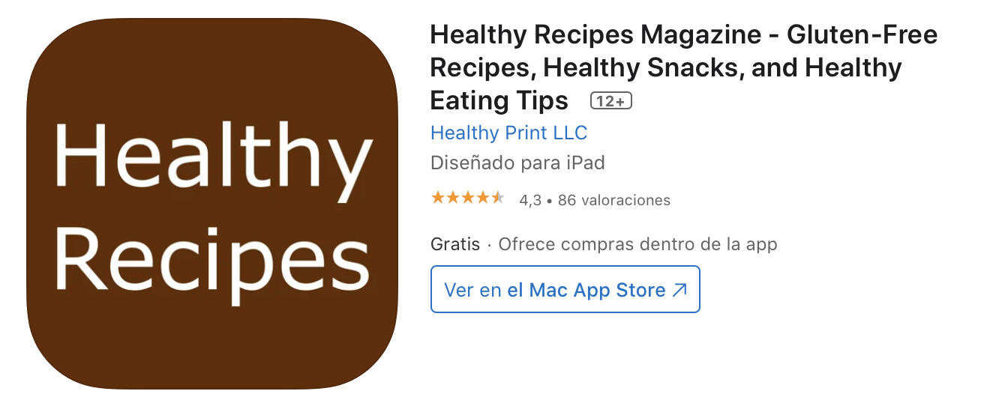 Healthy
Recipes
Healthy Recipes Magazine - Gluten-Free
Recipes, Healthy Snacks, and Healthy
Eating Tips 12+
Healthy Print LLC
Diseñado para iPad
4,3 • 86 valoraciones
Gratis · Ofrece compras dentro de la app
Ver en el Mac App Store ↗